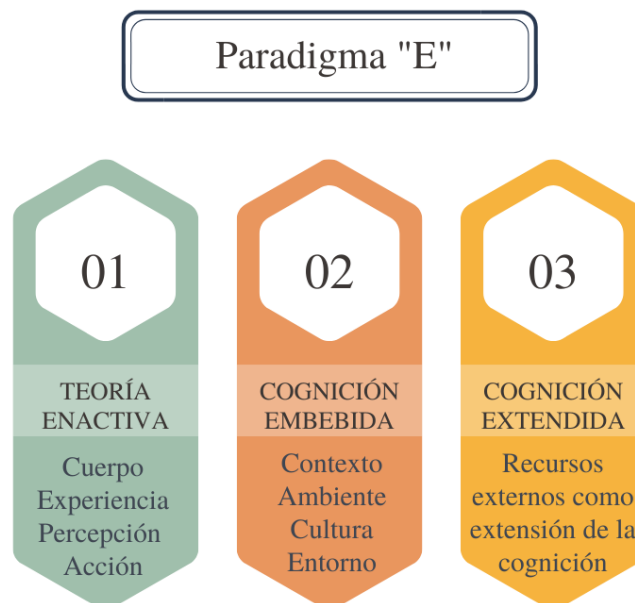 Paradigma "E"
01
TEORÍA
ENACTIVA
Cuerpo
Experiencia
Percepción
Acción
02
COGNICIÓN
EMBEBIDA
Contexto
Ambiente
Cultura
Entorno
03
COGNICIÓN
EXTENDIDA
Recursos
externos como
extensión de la
cognición